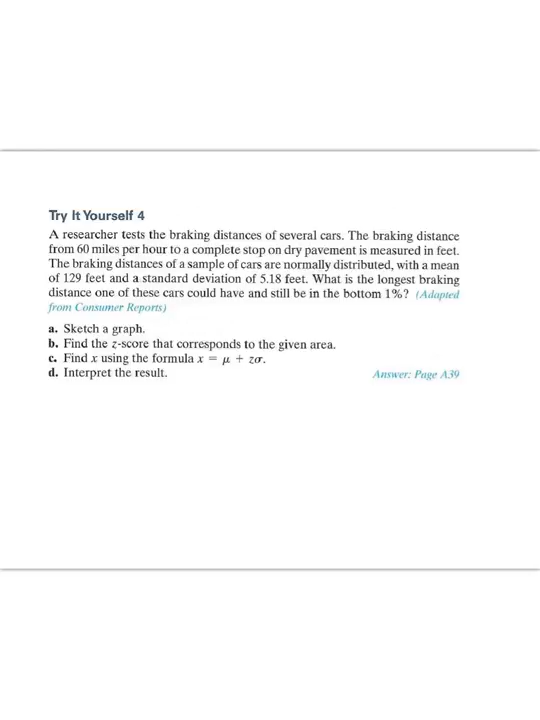 Try It Yourself 4
A researcher tests the braking distances of several cars. The braking distance
from 60 miles per hour to a complete stop on dry pavement is measured in feet.
The braking distances of a sample of cars are normally distributed, with a mean
of 129 feet and a standard deviation of 5.18 feet. What is the longest braking
distance one of these cars could have and still be in the bottom 1%? (Adapted
from Consumer Reports)
a. Sketch a graph.
b. Find the z-score that corresponds to the given area.
c. Find x using the formula x = μ + zσ.
d. Interpret the result. Answer: Page A39